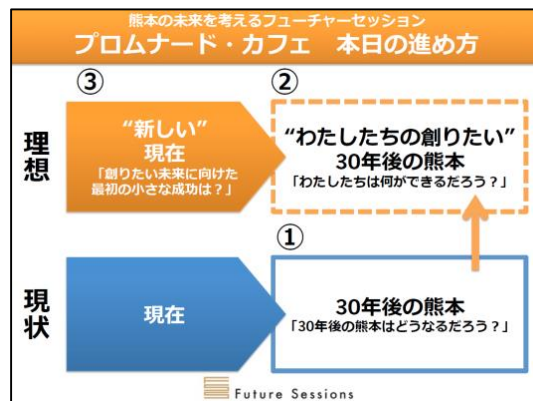 熊本の未来を考えるフューチャーセッション
プロムナード・カフェ　本日の進め方
③
②
理想
“新しい”
現在
「創りたい未来に向けた
最初の小さな成功は？」
“わたしたちの創りたい”
30年後の熊本
「わたしたちは何ができるだろう？」
①
現状
現在
30年後の熊本
「30年後の熊本はどうなるだろう？」
Future Sessions